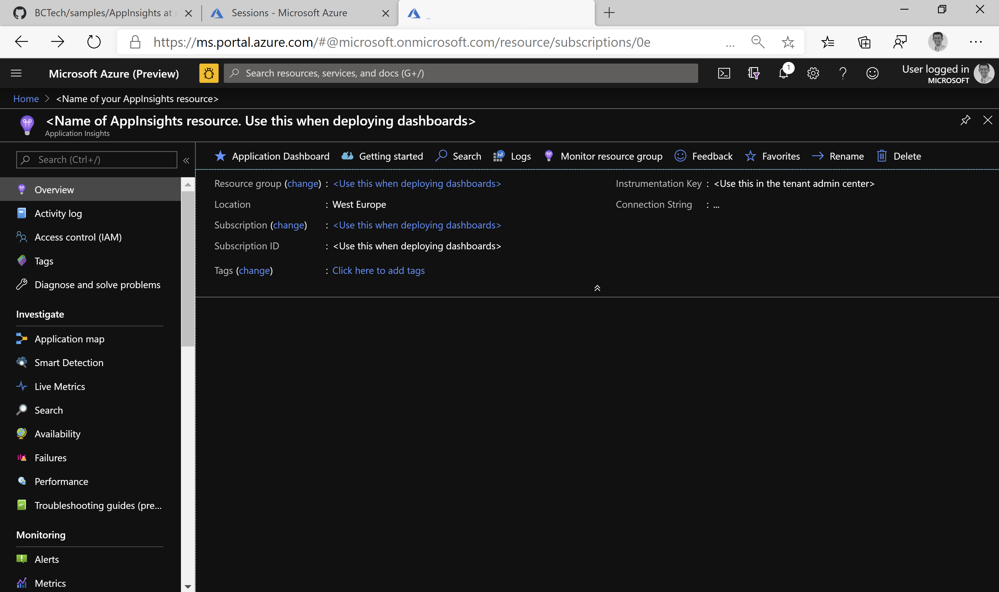 BCTech/samples/AppInsights at
Sessions - Microsoft Azure
https://ms.portal.azure.com/#@microsoft.onmicrosoft.com/resource/subscriptions/0e
Microsoft Azure (Preview)
Search resources, services, and docs (G+/)
1
User logged in
MICROSOFT
Home > <Name of your AppInsights resource>
<Name of AppInsights resource. Use this when deploying dashboards>
Application Insights
Search (Ctrl+/)
«
Application Dashboard
Getting started
Search
Logs
Monitor resource group
Feedback
Favorites
Rename
Delete
Resource group (change) : <Use this when deploying dashboards>
Location : West Europe
Subscription (change) : <Use this when deploying dashboards>
Subscription ID : <Use this when deploying dashboards>
Tags (change) : Click here to add tags
Instrumentation Key : <Use this in the tenant admin center>
Connection String : ...
Overview
Activity log
Access control (IAM)
Tags
Diagnose and solve problems
Investigate
Application map
Smart Detection
Live Metrics
Search
Availability
Failures
Performance
Troubleshooting guides (pre...
Monitoring
Alerts
Metrics